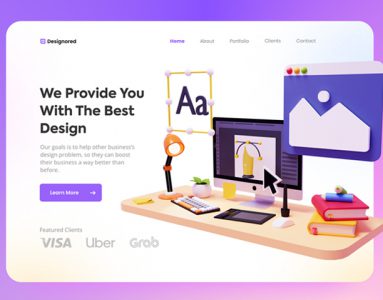 Designored
Home About Portfolio Clients Contact
We Provide You
With The Best
Design
Our goals is to help pther business's
design problem, so they can boost
their business a way better than
before.
Learn More
Featured Clients
VISA Uber Grab
Aa